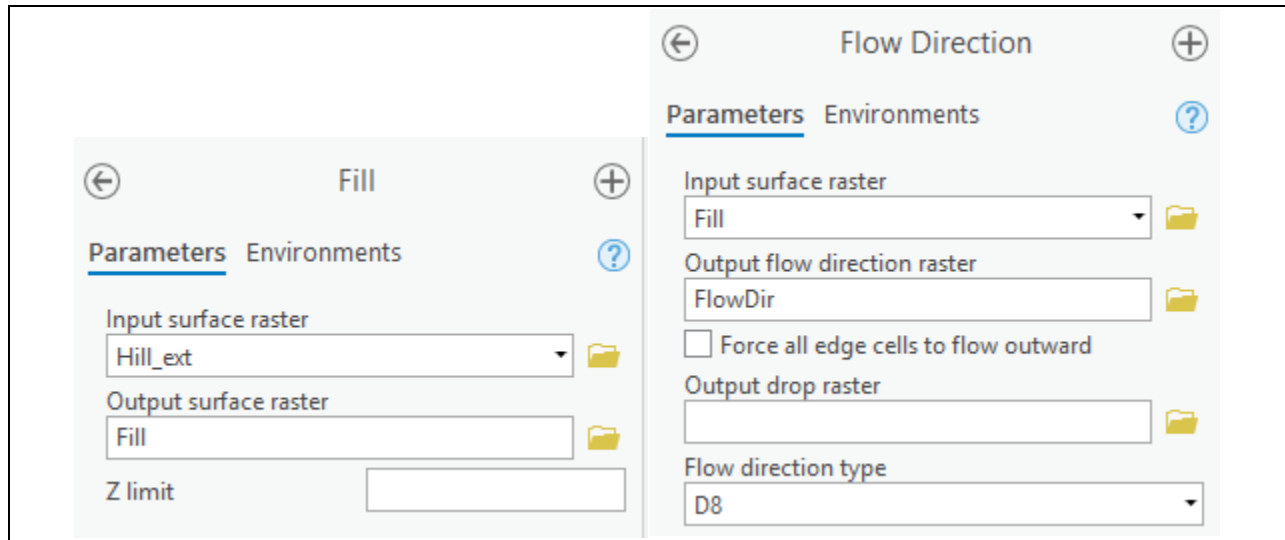 Fill
Parameters Environments
Input surface raster
Hill_ext
Output surface raster
Fill
Z limit
Flow Direction
Parameters Environments
Input surface raster
Fill
Output flow direction raster
FlowDir
Force all edge cells to flow outward
Output drop raster
Flow direction type
D8